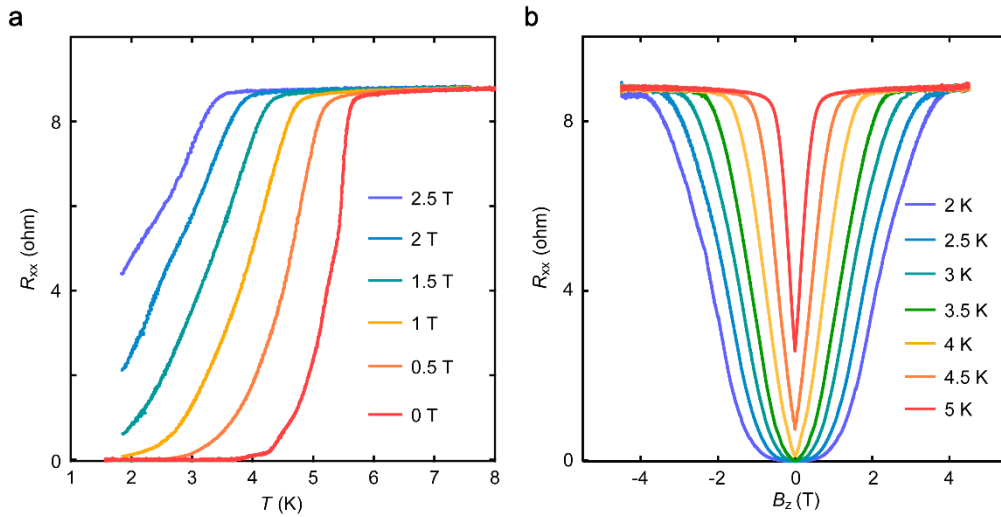 a
8
4
0
R_xx (ohm)
2.5 T
2 T
1.5 T
1 T
0.5 T
0 T
1 2 3 4 5 6 7 8
T (K)
b
8
4
0
R_xx (ohm)
2 K
2.5 K
3 K
3.5 K
4 K
4.5 K
5 K
-4 -2 0 2 4
B_z (T)